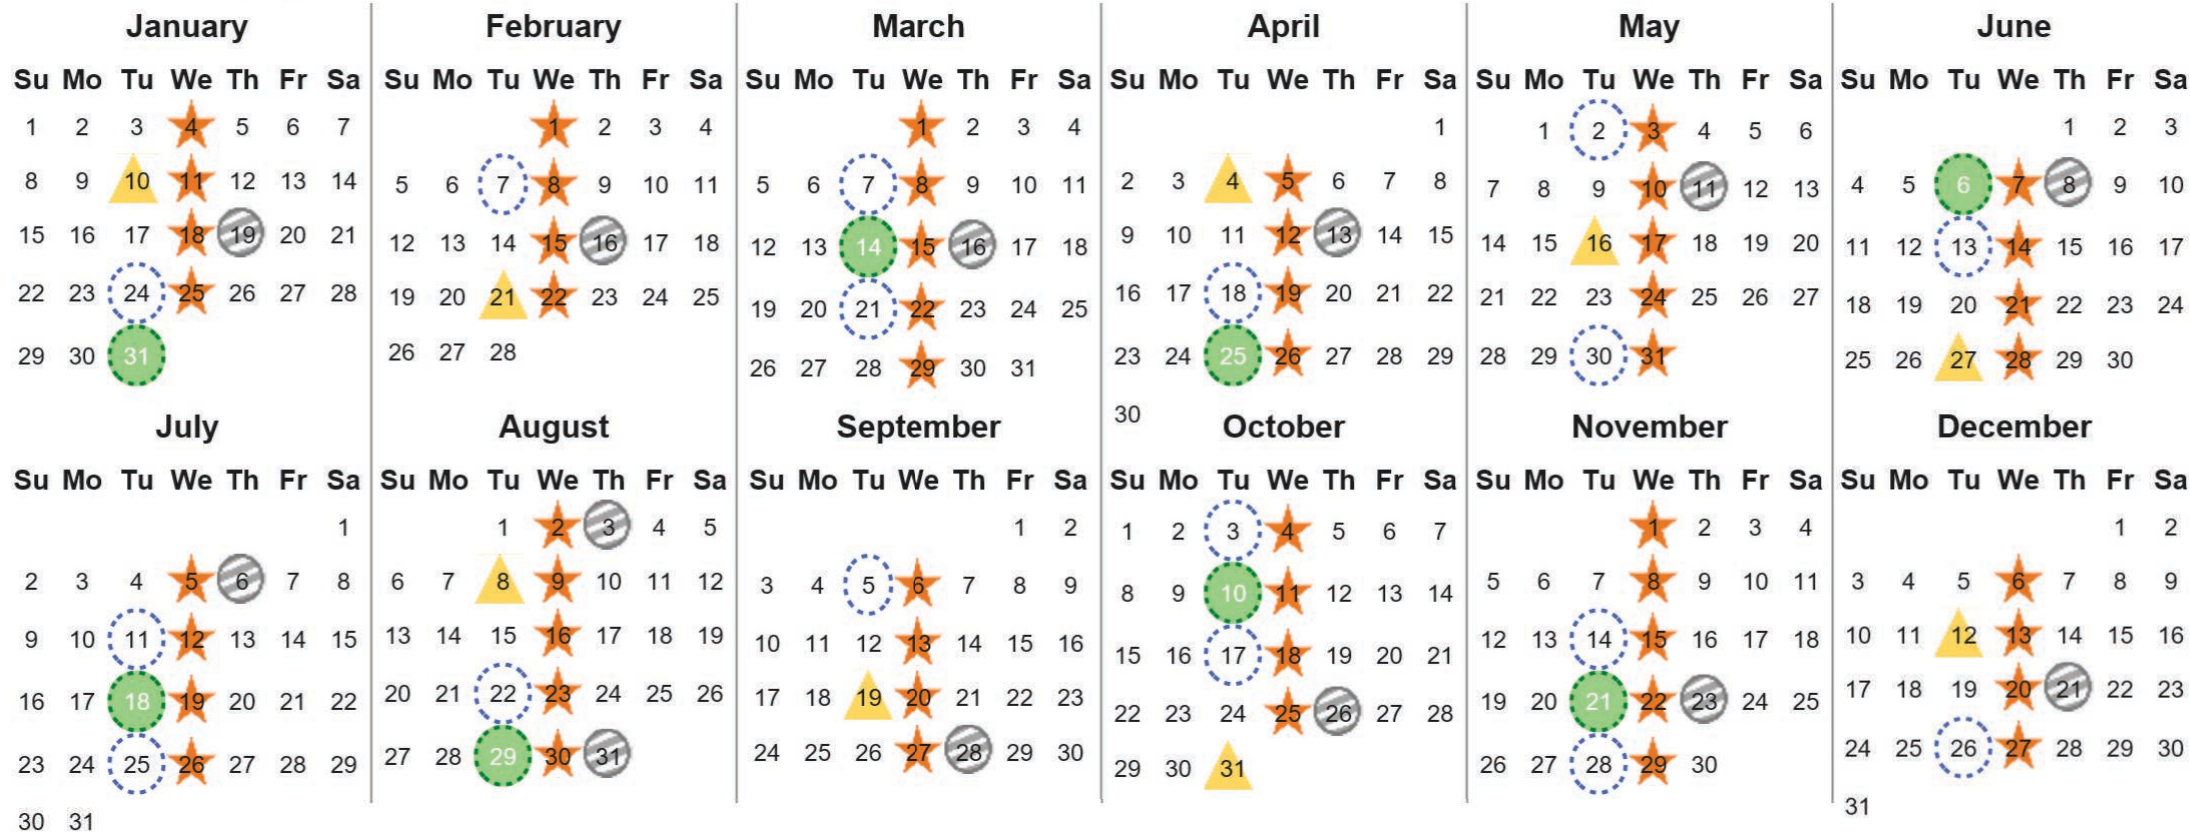 January February March April May June
Su Mo Tu We Th Fr Sa Su Mo Tu We Th Fr Sa Su Mo Tu We Th Fr Sa Su Mo Tu We Th Fr Sa Su Mo Tu We Th Fr Sa Su Mo Tu We Th Fr Sa
1 2 3 4 5 6 7 1 2 3 4 1 2 3 4 1 1 2 3 4 5 6 1 2 3
8 9 10 11 12 13 14 5 6 7 8 9 10 11 5 6 7 8 9 10 11 2 3 4 5 6 7 8 7 8 9 10 11 12 13 4 5 6 7 8 9 10
15 16 17 18 19 20 21 12 13 14 15 16 17 18 12 13 14 15 16 17 18 9 10 11 12 13 14 15 14 15 16 17 18 19 20 11 12 13 14 15 16 17
22 23 24 25 26 27 28 19 20 21 22 23 24 25 19 20 21 22 23 24 25 16 17 18 19 20 21 22 21 22 23 24 25 26 27 18 19 20 21 22 23 24
29 30 31 26 27 28 26 27 28 29 30 31 23 24 25 26 27 28 29 28 29 30 31 25 26 27 28 29 30
30
July August September October November December
Su Mo Tu We Th Fr Sa Su Mo Tu We Th Fr Sa Su Mo Tu We Th Fr Sa Su Mo Tu We Th Fr Sa Su Mo Tu We Th Fr Sa Su Mo Tu We Th Fr Sa
1 1 2 3 4 5 1 2 1 2 3 4 5 6 7 1 2 3 4 1 2
2 3 4 5 6 7 8 6 7 8 9 10 11 12 3 4 5 6 7 8 9 8 9 10 11 12 13 14 5 6 7 8 9 10 11 3 4 5 6 7 8 9
9 10 11 12 13 14 15 13 14 15 16 17 18 19 10 11 12 13 14 15 16 15 16 17 18 19 20 21 12 13 14 15 16 17 18 10 11 12 13 14 15 16
16 17 18 19 20 21 22 20 21 22 23 24 25 26 17 18 19 20 21 22 23 22 23 24 25 26 27 28 19 20 21 22 23 24 25 17 18 19 20 21 22 23
23 24 25 26 27 28 29 27 28 29 30 31 24 25 26 27 28 29 30 29 30 31 26 27 28 29 30 24 25 26 27 28 29 30
30 31 31